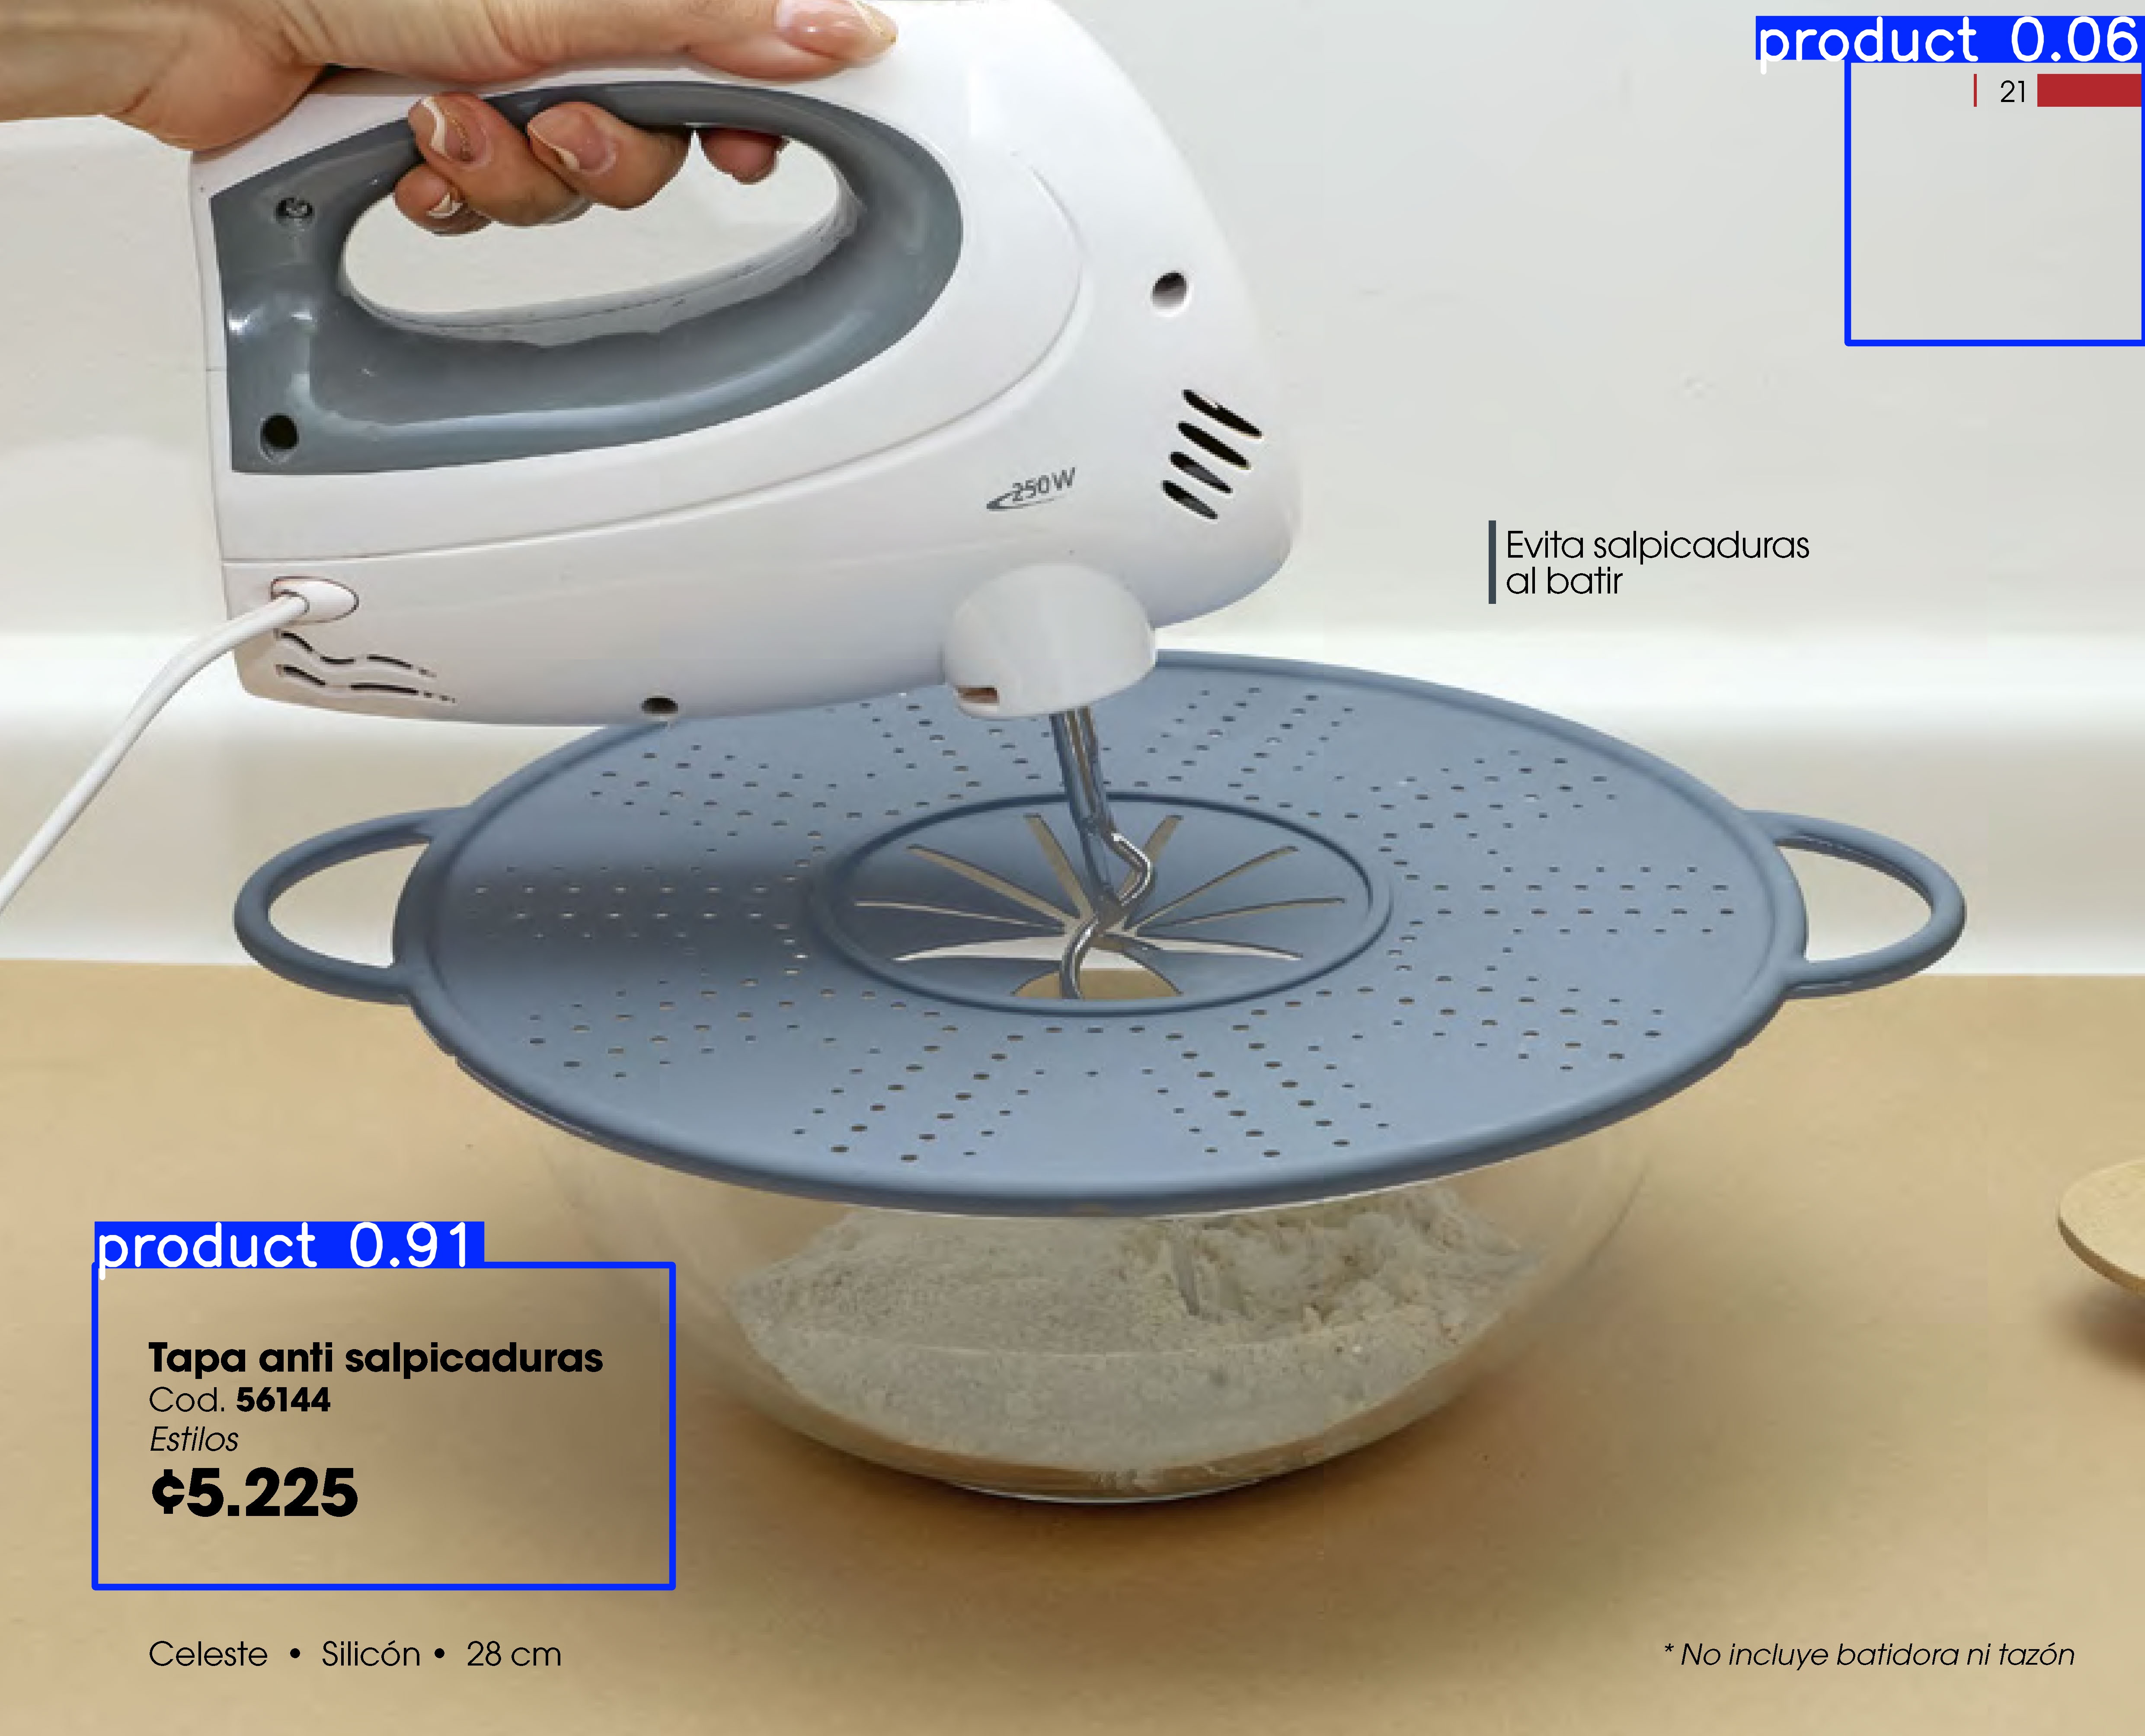 product 0.06
21
250W
Evita salpicaduras
al batir
product 0.91
Tapa anti salpicaduras
Cod. 56144
Estilos
¢5.225
Celeste • Silicón • 28 cm
* No incluye batidora ni tazón